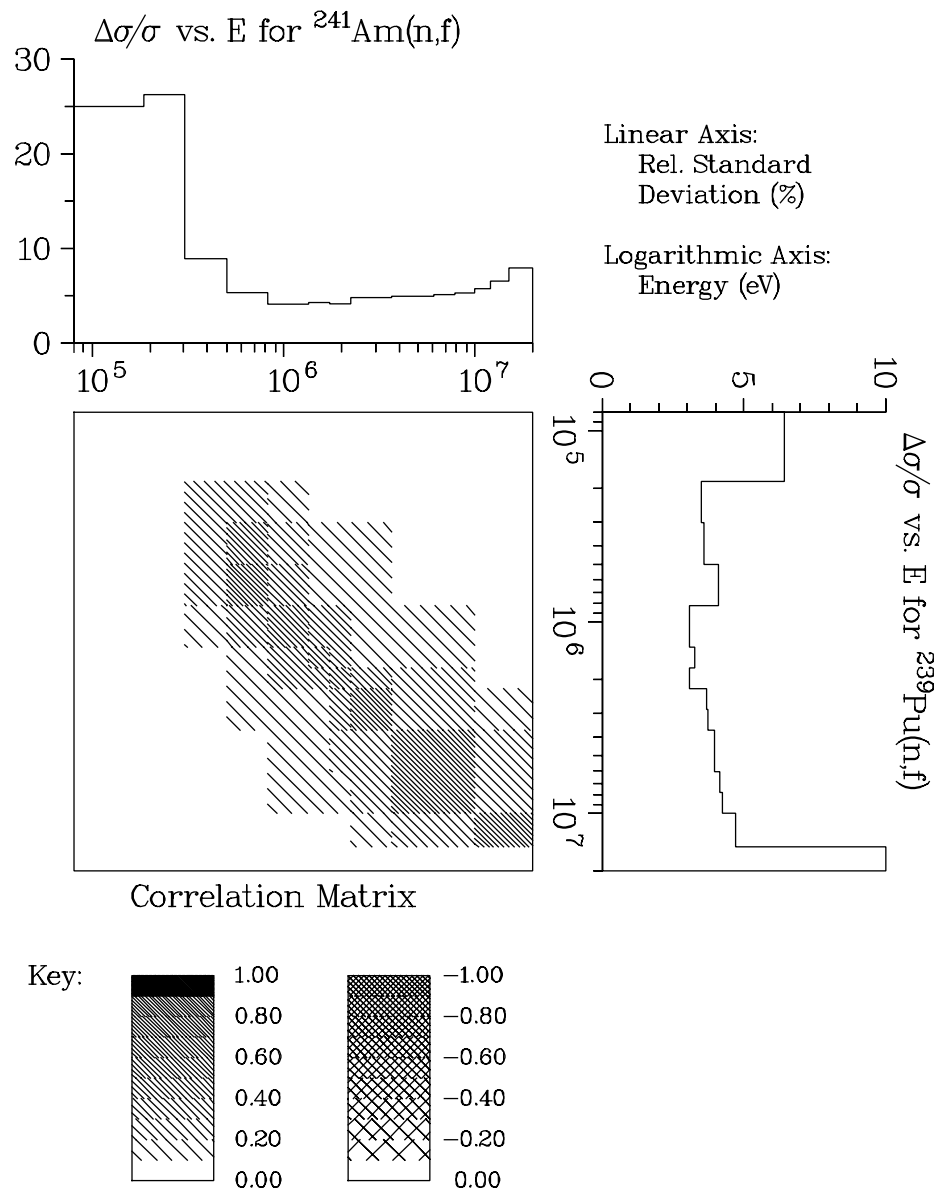 Δσ/σ vs. E for ²⁴¹Am(n,f)
30
20
10
0
10⁵
10⁶
10⁷
Linear Axis:
Rel. Standard
Deviation (%)
Logarithmic Axis:
Energy (eV)
0
5
10
10⁵
10⁶
10⁷
Δσ/σ vs. E for ²³⁹Pu(n,f)
Correlation Matrix
Key:
1.00
0.80
0.60
0.40
0.20
0.00
−1.00
−0.80
−0.60
−0.40
−0.20
0.00